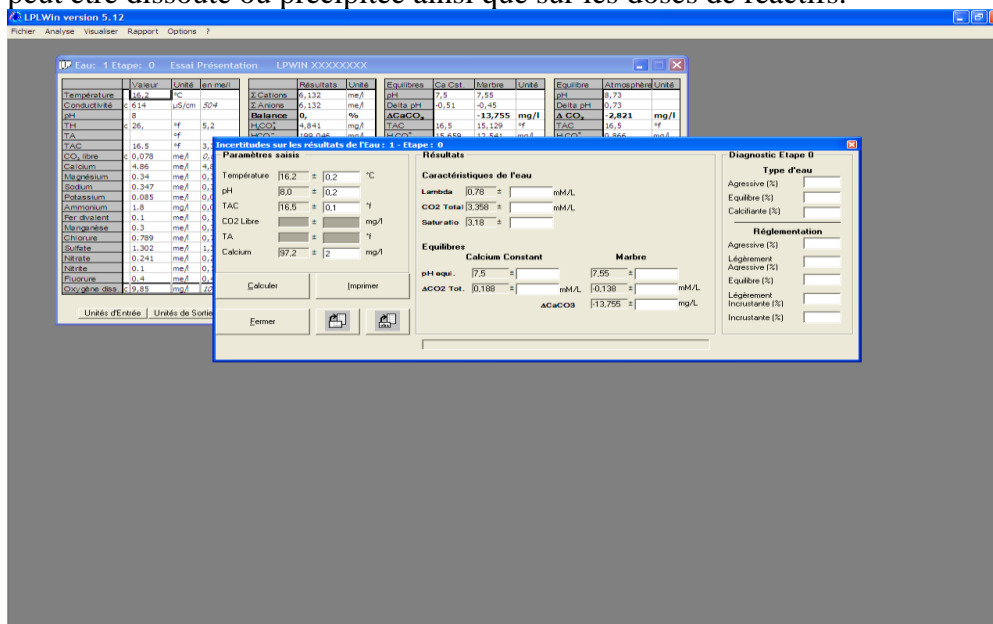 peut être dissoute ou précipitée ainsi que sur les doses de réactifs.
LPLWin version 5.12
Fichier Analyse Visualiser Rapport Options ?
Eau: 1 Etape: 0 Essai Présentation LPWIN XXXXXXXX
Valeur Unité en me/l Résultats Unité Equilibres Ca Cst. Marbre Unité Equilibre Atmosphère Unité
Température 16,2 °C Σ Cations 6,132 me/l pH 7,5 7,55 pH 8,73
Conductivité c 614 µS/cm 504 Σ Anions 6,132 me/l Delta pH -0,51 -0,45 Delta pH 0,73
pH 8 Balance 0, % ΔCaCO₃ -13,755 mg/l Δ CO₂ -2,821 mg/l
TH c 26, °f 5,2 H₂CO₃* 4,841 mg/l TAC 16,5 15,129 °f TAC 16,5 °f
TA °f
TAC 16.5 °f
CO₂ libre c 0,078 me/l
Calcium 4.86 me/l
Magnésium 0.34 me/l
Sodium 0.347 me/l
Potassium 0.085 me/l
Ammonium 1.8 mg/l
Fer divalent 0.1 me/l
Manganèse 0.3 me/l
Chlorure 0.789 me/l
Sulfate 1.302 me/l
Nitrate 0.241 me/l
Nitrite 0.1 me/l
Fluorure 0.4 me/l
Oxygène diss c 9,85 mg/l
Unités d'Entrée Unités de Sortie
Incertitudes sur les résultats de l'Eau : 1 - Etape : 0
Paramètres saisis Résultats Diagnostic Etape 0
Température 16,2 ± 0,2 °C
pH 8,0 ± 0,2
TAC 16,5 ± 0,1 °f
CO2 Libre ± mg/l
TA ± °f
Calcium 97,2 ± 2 mg/l
Calculer Imprimer
Fermer
Caractéristiques de l'eau
Lambda 0,78 ± mM/L
CO2 Total 3,358 ± mM/L
Saturatio 3,18 ±
Equilibres
Calcium Constant Marbre
pH equi. 7,5 ± 7,55 ±
ΔCO2 Tot. 0,188 ± mM/L -0,138 ± mM/L
ΔCaCO3 -13,755 ± mg/L
Type d'eau
Agressive (%)
Equilibre (%)
Calcifiante (%)
Réglementation
Agressive (%)
Légèrement
Agressive (%)
Equilibre (%)
Légèrement
Incrustante (%)
Incrustante (%)